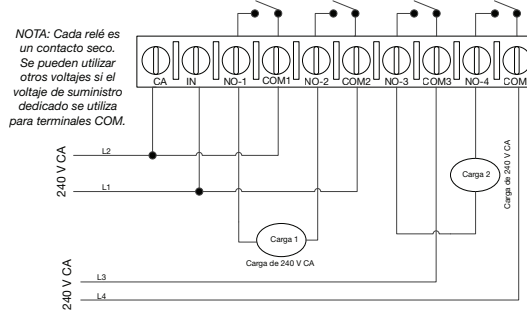 NOTA: Cada relé es
un contacto seco.
Se pueden utilizar
otros voltajes si el
voltaje de suministro
dedicado se utiliza
para terminales COM.
CA IN NO-1 COM1 NO-2 COM2 NO-3 COM3 NO-4 COM
240 V CA
L2
L1
Carga 1
Carga de 240 V CA
Carga 2
Carga de 240 V CA
240 V CA
L3
L4